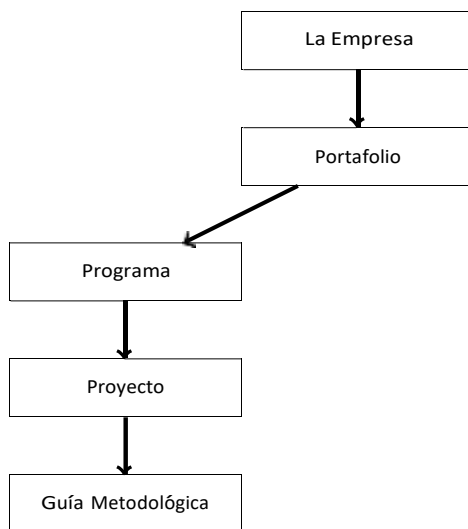 La Empresa
Portafolio
Programa
Proyecto
Guía Metodológica